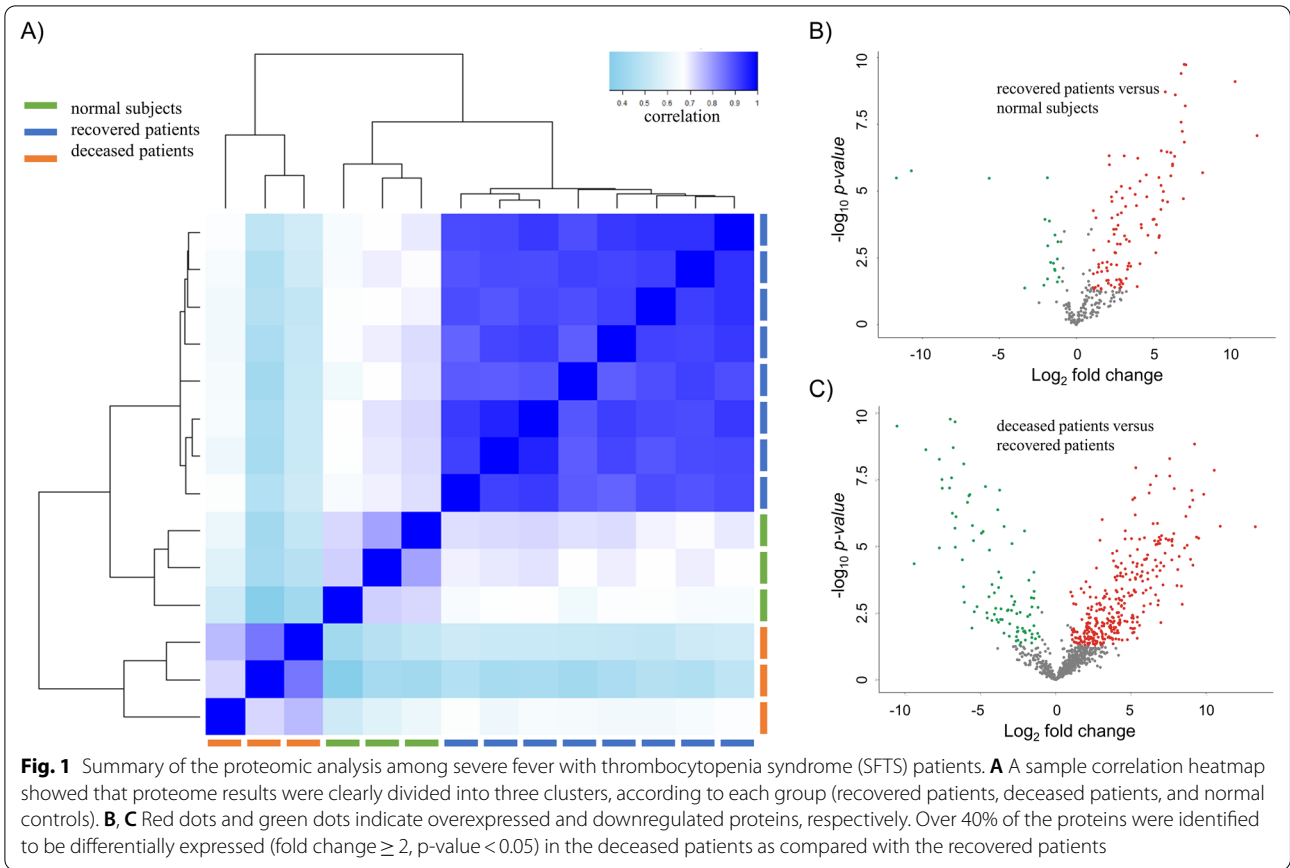 A)
normal subjects
recovered patients
deceased patients
0.4 0.5 0.6 0.7 0.8 0.9 1
correlation
B)
10
7.5
5
2.5
0
-log10 p-value
recovered patients versus
normal subjects
-10 -5 0 5 10
Log2 fold change
C)
10
7.5
5
2.5
0
-log10 p-value
deceased patients versus
recovered patients
-10 -5 0 5 10
Log2 fold change
Fig. 1 Summary of the proteomic analysis among severe fever with thrombocytopenia syndrome (SFTS) patients. A A sample correlation heatmap
showed that proteome results were clearly divided into three clusters, according to each group (recovered patients, deceased patients, and normal
controls). B, C Red dots and green dots indicate overexpressed and downregulated proteins, respectively. Over 40% of the proteins were identified
to be differentially expressed (fold change ≥ 2, p-value < 0.05) in the deceased patients as compared with the recovered patients